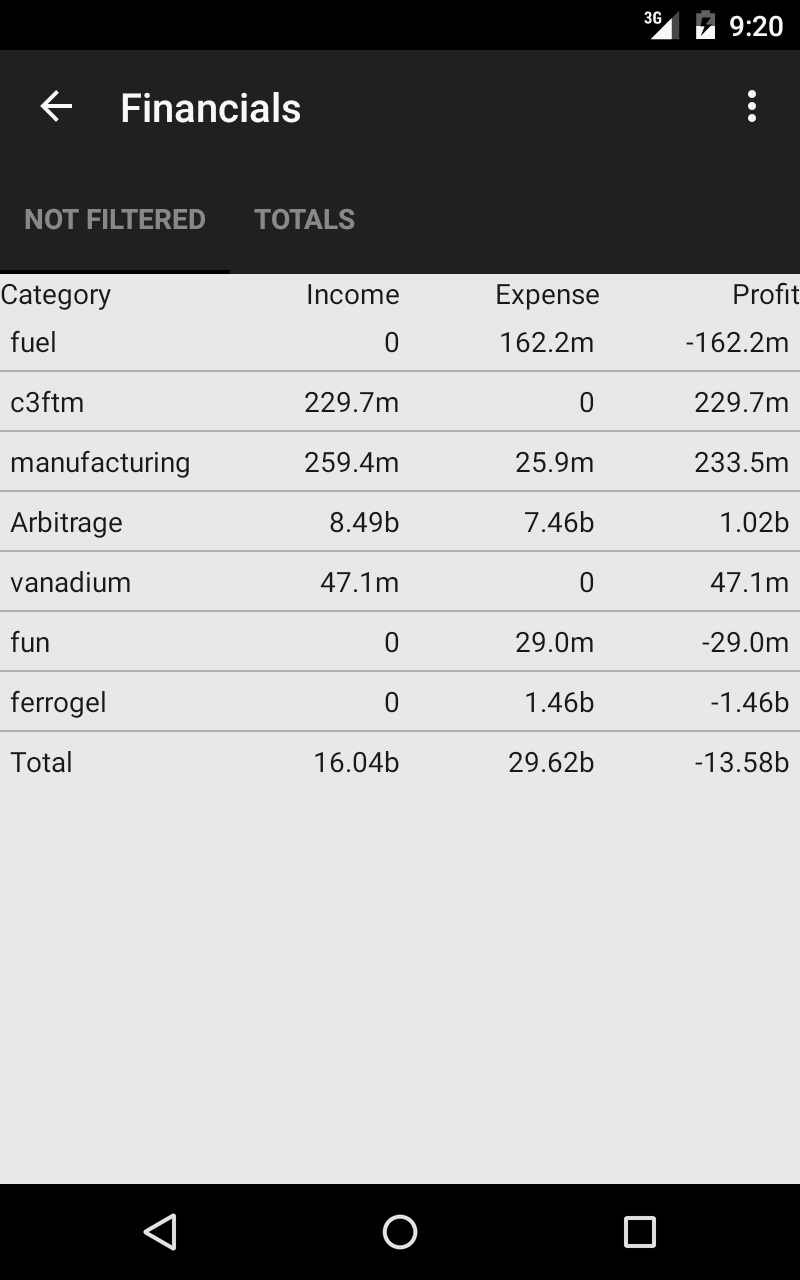 3G 9:20
Financials
NOT FILTERED TOTALS
Category Income Expense Profit
fuel 0 162.2m -162.2m
c3ftm 229.7m 0 229.7m
manufacturing 259.4m 25.9m 233.5m
Arbitrage 8.49b 7.46b 1.02b
vanadium 47.1m 0 47.1m
fun 0 29.0m -29.0m
ferrogel 0 1.46b -1.46b
Total 16.04b 29.62b -13.58b